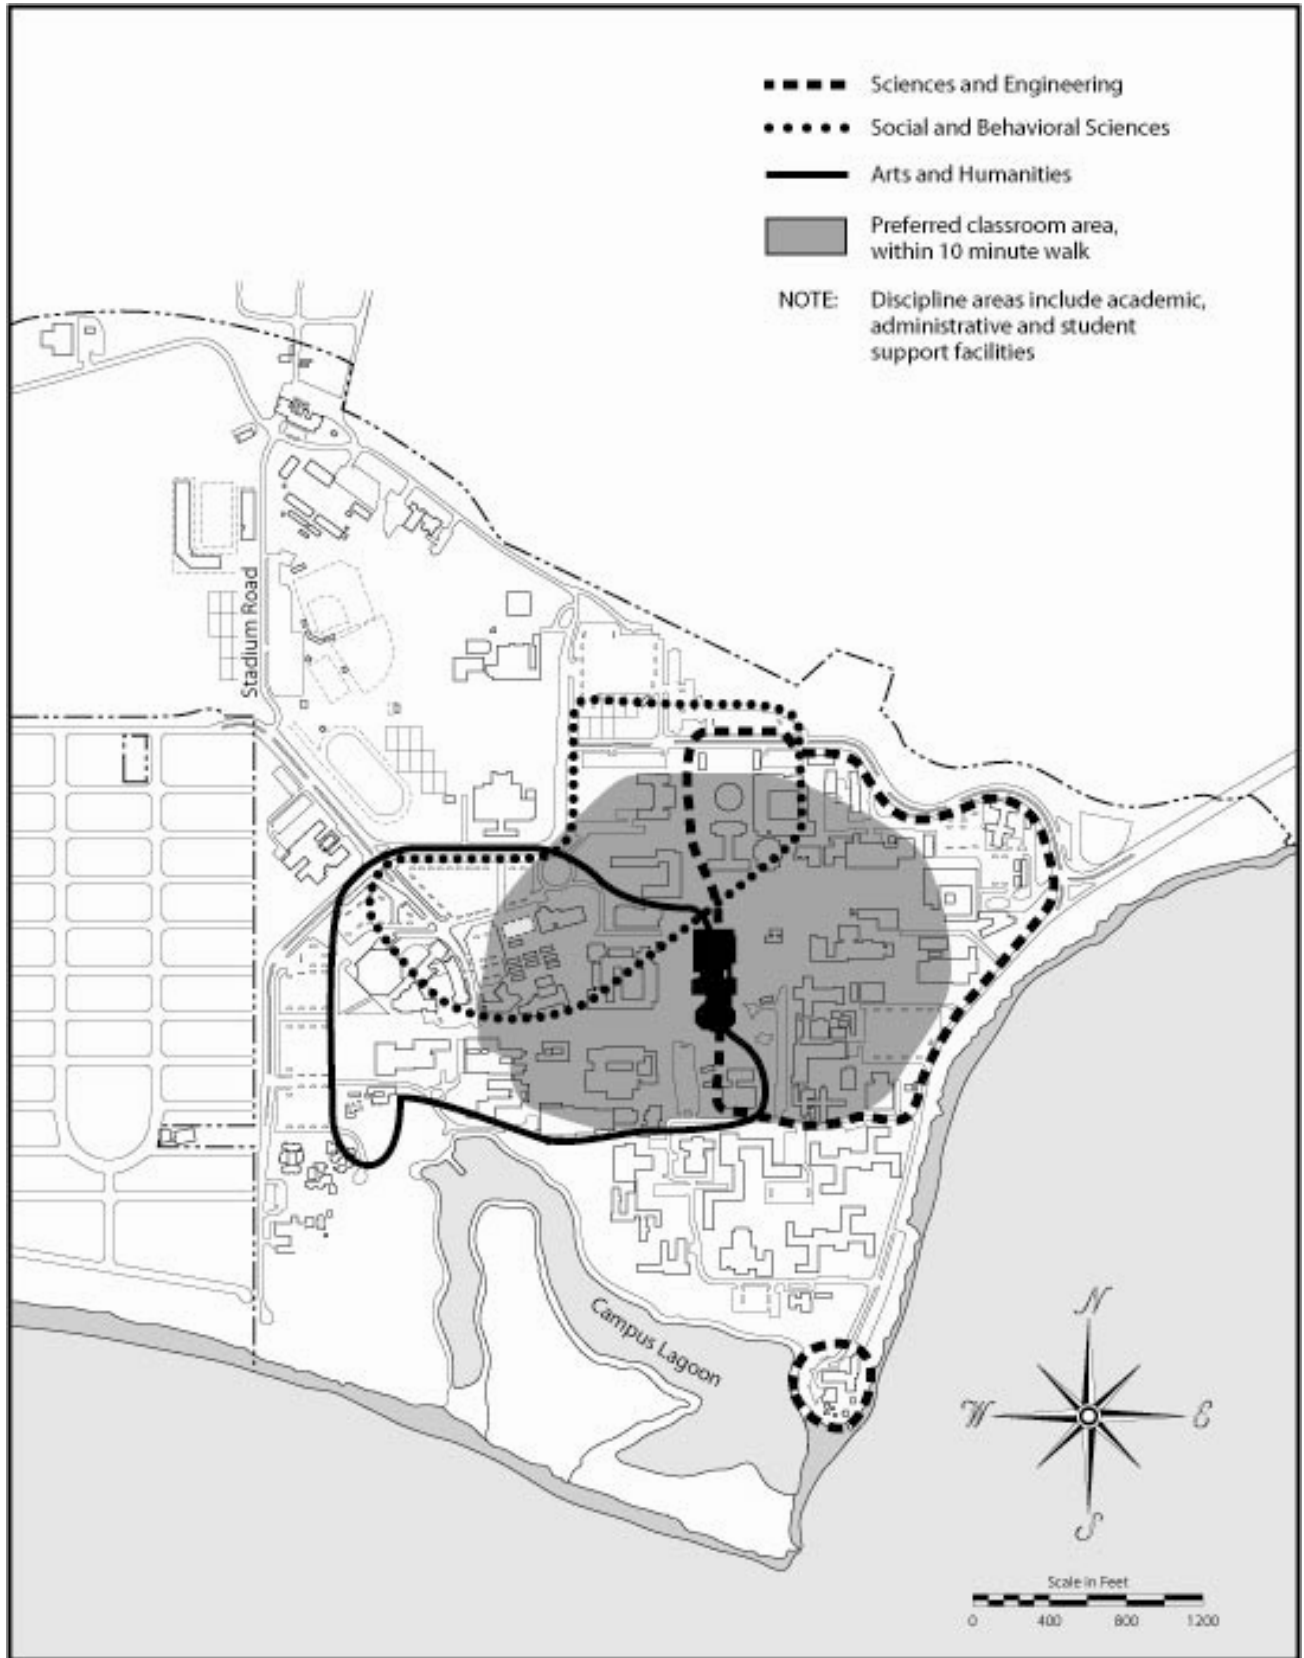 Sciences and Engineering
Social and Behavioral Sciences
Arts and Humanities
Preferred classroom area,
within 10 minute walk
NOTE: Discipline areas include academic,
administrative and student
support facilities
Stadium Road
Campus Lagoon
N
W
E
S
Scale in Feet
0 400 800 1200